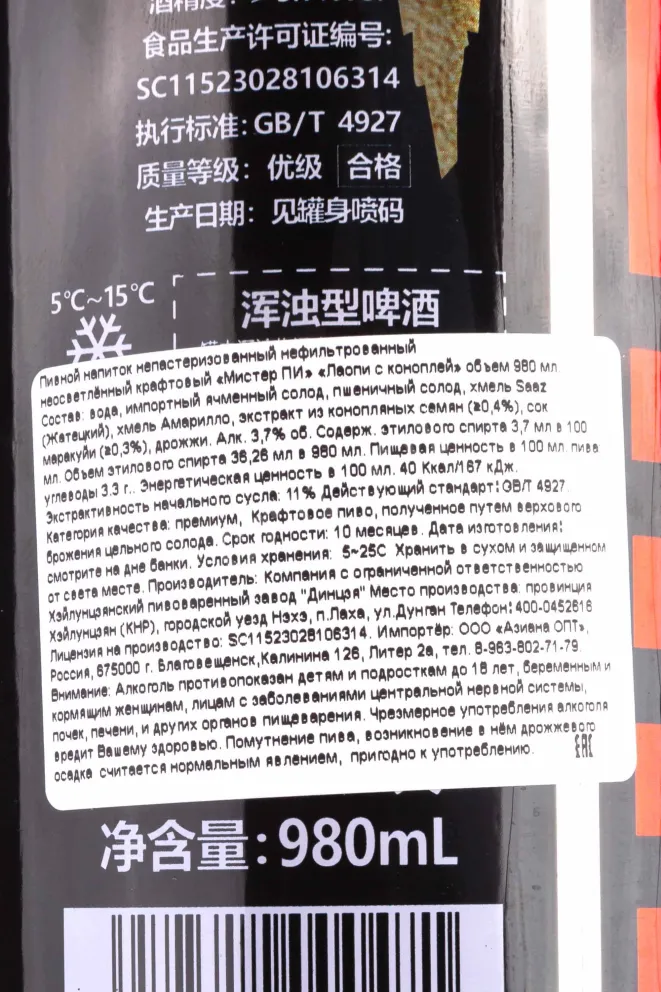 酒精度:
食品生产许可证编号:
SC11523028106314
执行标准:GB/T 4927
质量等级: 优级 合格
生产日期: 见罐身喷码
5℃~15℃
浑浊型啤酒
Пивной напиток непастеризованный нефильтрованный
неосветлённый крафтовый «Мистер ПИ» «Лаопи с коноплей» объем 980 мл.
Состав: вода, импортный ячменный солод, пшеничный солод, хмель Saaz
(Жатецкий), хмель Амарилло, экстракт из конопляных семян (≥0,4%), сок
маракуйи (≥0,3%), дрожжи. Алк. 3,7% об. Содерж. этилового спирта 3,7 мл в 100
мл. Объем этилового спирта 36,26 мл в 980 мл. Пищевая ценность в 100 мл. пива
углеводы 3.3 г.. Энергетическая ценность в 100 мл. 40 Ккал/167 кДж.
Экстрактивность начального сусла: 11% Действующий стандарт: GB/T 4927.
Категория качества: премиум, Крафтовое пиво, полученное путем верхового
брожения цельного солода. Срок годности: 10 месяцев. Дата изготовления:
смотрите на дне банки. Условия хранения: 5~25С Хранить в сухом и защищенном
от света месте. Производитель: Компания с ограниченной ответственностью
Хэйлунцзянский пивоваренный завод "Динцзя" Место производства: провинция
Хэйлунцзян (КНР), городской уезд Нэхэ, п.Лаха, ул.Дунган Телефон: 400-0452616
Лицензия на производство: SC11523028106314. Импортёр: ООО «Азиана ОПТ»,
Россия, 675000 г. Благовещенск,Калинина 126, Литер 2а, тел. 8-963-802-71-79
Внимание: Алкоголь противопоказан детям и подросткам до 18 лет, беременным и
кормящим женщинам, лицам с заболеваниями центральной нервной системы,
почек, печени, и других органов пищеварения. Чрезмерное употребления алкоголя
вредит Вашему здоровью. Помутнение пива, возникновение в нём дрожжевого
осадка считается нормальным явлением, пригодно к употреблению.
EAC
净含量:980mL